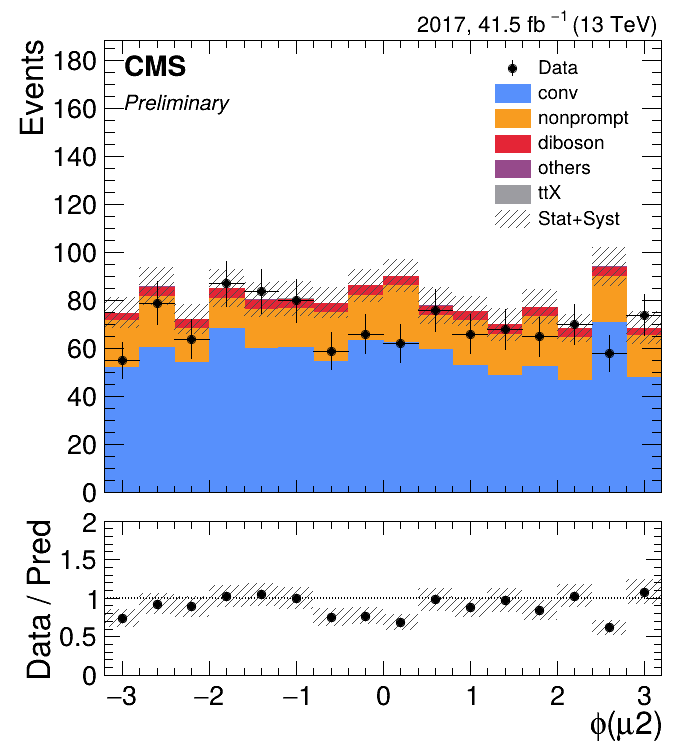 2017, 41.5 fb⁻¹ (13 TeV)
CMS
Preliminary
Data
conv
nonprompt
diboson
others
ttX
Stat+Syst
Events
180
160
140
120
100
80
60
40
20
0
Data / Pred
2
1.5
1
0.5
0
−3 −2 −1 0 1 2 3
ϕ(μ2)